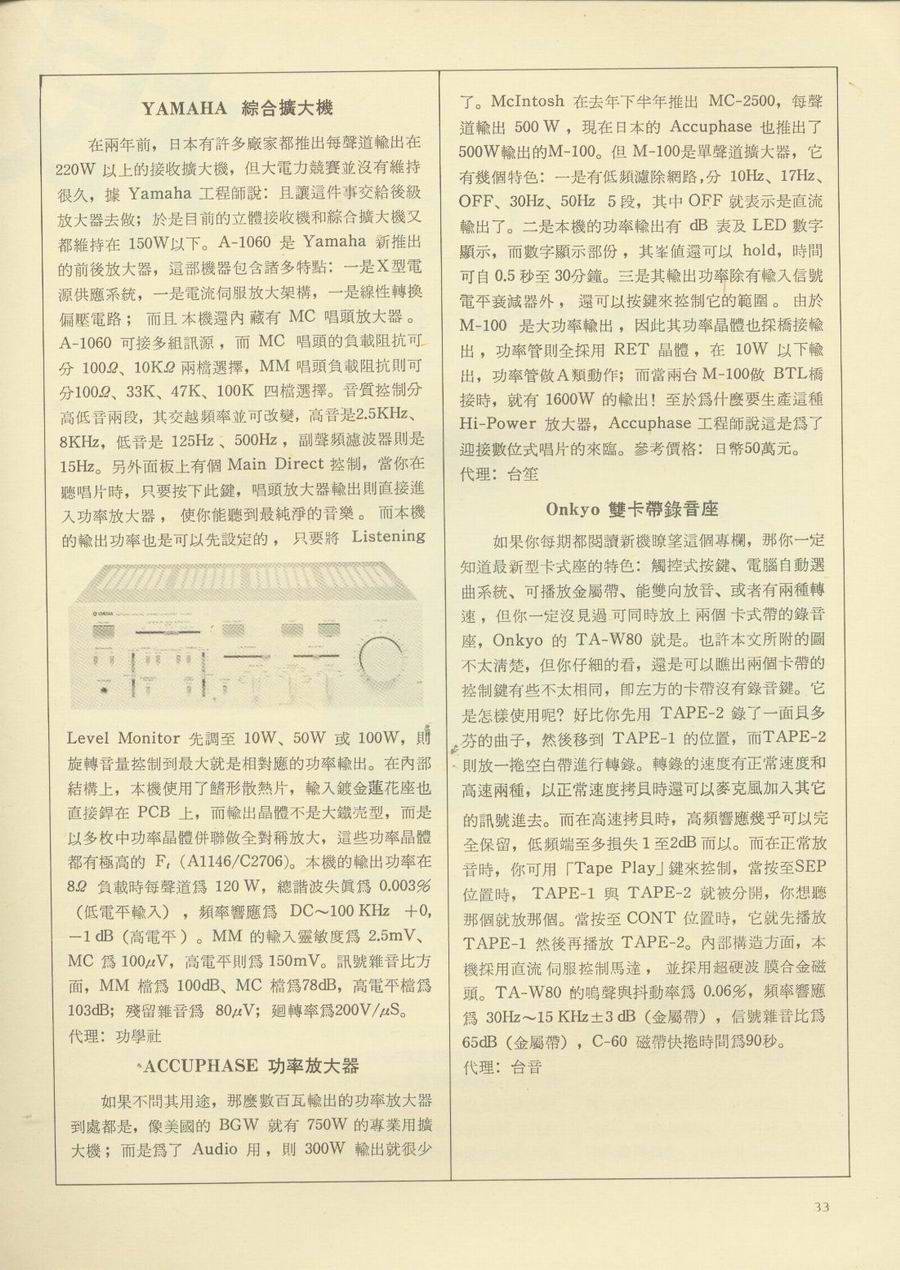 YAMAHA 綜合擴大機
在兩年前，日本有許多廠家都推出每聲道輸出在
220W 以上的接收擴大機，但大電力競賽並沒有維持
很久，據 Yamaha 工程師說：且讓這件事交給後級
放大器去做；於是目前的立體接收機和綜合擴大機又
都維持在 150W以下。A-1060 是 Yamaha 新推出
的前後放大器，這部機器包含諸多特點：一是X型電
源供應系統，一是電流伺服放大架構，一是線性轉換
偏壓電路；而且本機還內藏有 MC 唱頭放大器。
A-1060 可接多組訊源，而 MC 唱頭的負載阻抗可
分 100Ω、10KΩ 兩檔選擇，MM 唱頭負載阻抗則可
分100Ω、33K、47K、100K 四檔選擇。音質控制分
高低音兩段，其交越頻率並可改變，高音是2.5KHz、
8KHz，低音是 125Hz、500Hz，副聲頻濾波器則是
15Hz。另外面板上有個 Main Direct 控制，當你在
聽唱片時，只要按下此鍵，唱頭放大器輸出則直接進
入功率放大器，使你能聽到最純淨的音樂。而本機
的輸出功率也是可以先設定的，只要將 Listening
YAMAHA
Level Monitor 先調至 10W、50W 或 100W，則
旋轉音量控制到最大就是相對應的功率輸出。在內部
結構上，本機使用了鰭形散熱片，輸入鍍金蓮花座也
直接銲在 PCB 上，而輸出晶體不是大鐵壳型，而是
以多枚中功率晶體併聯做全對稱放大，這些功率晶體
都有極高的 Ft（A1146/C2706）。本機的輸出功率在
8Ω 負載時每聲道爲 120W，總諧波失眞爲 0.003%
（低電平輸入），頻率響應爲 DC～100KHz ＋0,
－1dB（高電平）。MM 的輸入靈敏度爲 2.5mV、
MC 爲 100μV，高電平則爲 150mV。訊號雜音比方
面，MM 檔爲 100dB、MC 檔爲78dB，高電平檔爲
103dB；殘留雜音爲 80μV；廻轉率爲200V/μS。
代理：功學社
ACCUPHASE 功率放大器
如果不問其用途，那麼數百瓦輸出的功率放大器
到處都是，像美國的 BGW 就有 750W 的專業用擴
大機；而是爲了 Audio 用，則 300W 輸出就很少
了。McIntosh 在去年下半年推出 MC-2500，每聲
道輸出 500W，現在日本的 Accuphase 也推出了
500W輸出的M-100。但 M-100是單聲道擴大器，它
有幾個特色：一是有低頻濾除網路,分 10Hz、17Hz、
OFF、30Hz、50Hz 5段，其中 OFF 就表示是直流
輸出了。二是本機的功率輸出有 dB 表及 LED 數字
顯示，而數字顯示部份，其峯值還可以 hold，時間
可自 0.5 秒至 30分鐘。三是其輸出功率除有輸入信號
電平衰減器外，還可以按鍵來控制它的範圍。由於
M-100 是大功率輸出，因此其功率晶體也採橋接輸
出，功率管則全採用 RET 晶體，在 10W 以下輸
出，功率管做A類動作；而當兩台 M-100做 BTL橋
接時，就有 1600W 的輸出！至於爲什麼要生產這種
Hi-Power 放大器，Accuphase 工程師說這是爲了
迎接數位式唱片的來臨。參考價格：日幣50萬元。
代理：台笙
Onkyo 雙卡帶錄音座
如果你每期都閱讀新機瞭望這個專欄，那你一定
知道最新型卡式座的特色：觸控式按鍵、電腦自動選
曲系統、可播放金屬帶、能雙向放音、或者有兩種轉
速，但你一定沒見過可同時放上兩個卡式帶的錄音
座，Onkyo 的 TA-W80 就是。也許本文所附的圖
不太清楚，但你仔細的看，還是可以瞧出兩個卡帶的
控制鍵有些不太相同，卽左方的卡帶沒有錄音鍵。它
是怎樣使用呢？好比你先用 TAPE-2 錄了一面貝多
芬的曲子，然後移到 TAPE-1 的位置，而TAPE-2
則放一捲空白帶進行轉錄。轉錄的速度有正常速度和
高速兩種，以正常速度拷貝時還可以麥克風加入其它
的訊號進去。而在高速拷貝時，高頻響應幾乎可以完
全保留，低頻端至多損失1至2dB而以。而在正常放
音時，你可用「Tape Play」鍵來控制，當按至SEP
位置時，TAPE-1 與 TAPE-2 就被分開，你想聽
那個就放那個。當按至 CONT 位置時，它就先播放
TAPE-1 然後再播放 TAPE-2。內部構造方面，本
機採用直流伺服控制馬達，並採用超硬波膜合金磁
頭。TA-W80 的嗚聲與抖動率爲 0.06%，頻率響應
爲 30Hz～15KHz±3dB（金屬帶），信號雜音比爲
65dB（金屬帶），C-60 磁帶快捲時間爲90秒。
代理：台音
33